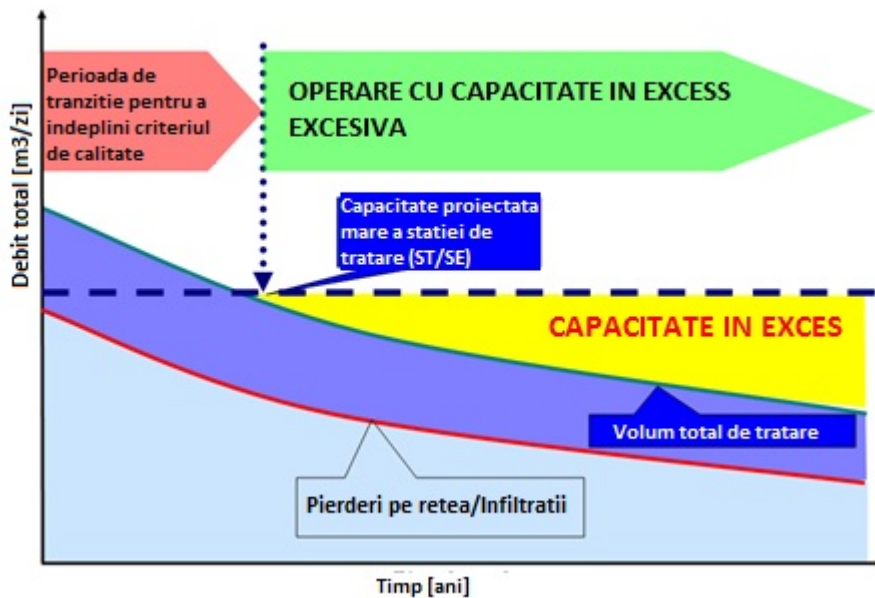 Perioada de
tranzitie pentru a
indeplini criteriul
de calitate
OPERARE CU CAPACITATE IN EXCESS
EXCESIVA
Debit total [m3/zi]
Capacitate proiectata
mare a statiei de
tratare (ST/SE)
CAPACITATE IN EXCES
Volum total de tratare
Pierderi pe retea/Infiltratii
Timp [ani]